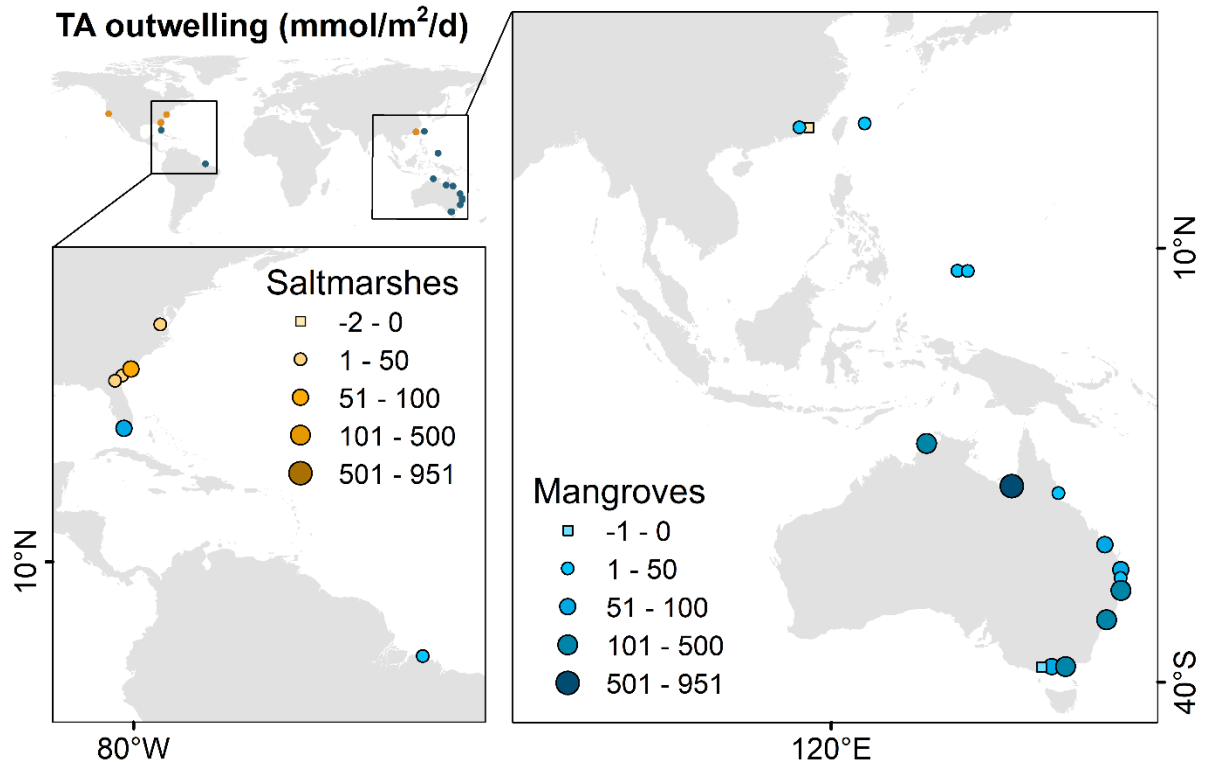 TA outwelling (mmol/m²/d)
Saltmarshes
-2 - 0
1 - 50
51 - 100
101 - 500
501 - 951
10°N
80°W
Mangroves
-1 - 0
1 - 50
51 - 100
101 - 500
501 - 951
10°N
40°S
120°E